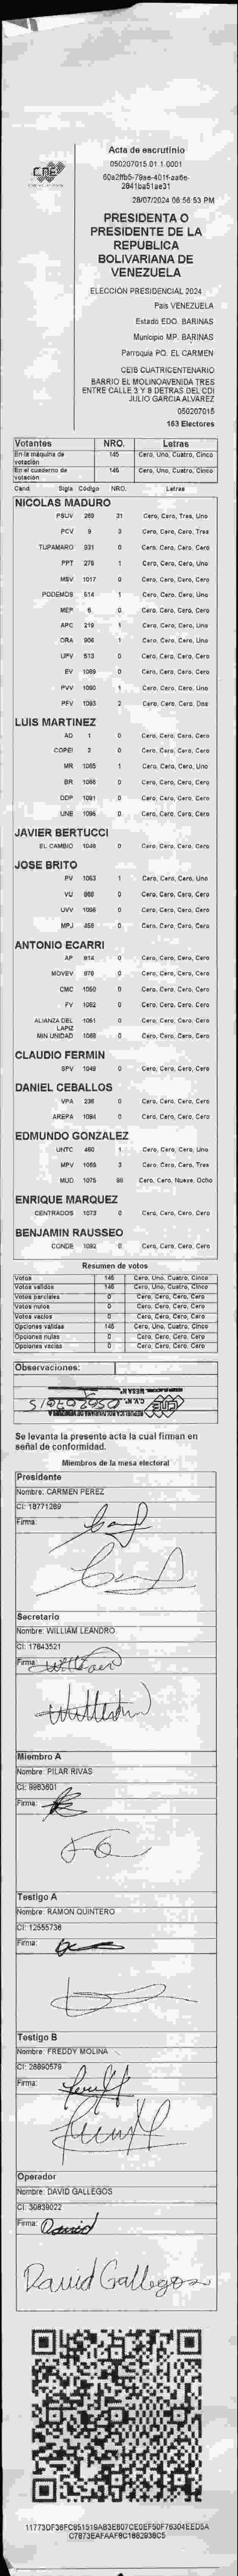 CNE
Acta de escrutinio
050207015.01.1.0001
60a2ffb5-79ae-401f-aa6e-
2841ba51ae31
28/07/2024 06:56:53 PM
PRESIDENTA O
PRESIDENTE DE LA
REPUBLICA
BOLIVARIANA DE
VENEZUELA
ELECCIÓN PRESIDENCIAL 2024
País VENEZUELA
Estado EDO. BARINAS
Municipio MP. BARINAS
Parroquia PQ. EL CARMEN
CEIB CUATRICENTENARIO
BARRIO EL MOLINOAVENIDA TRES
ENTRE CALLE 3 Y 8 DETRAS DEL CDI
JULIO GARCIA ALVAREZ
050207015
163 Electores
Votantes NRO. Letras
En la máquina de votación 145 Cero, Uno, Cuatro, Cinco
En el cuaderno de votación 145 Cero, Uno, Cuatro, Cinco
Cand Sigla Código NRO. Letras
NICOLAS MADURO
PSUV 269 31 Cero, Cero, Tres, Uno
PCV 9 3 Cero, Cero, Cero, Tres
TUPAMARO 931 0 Cero, Cero, Cero, Cero
PPT 276 1 Cero, Cero, Cero, Uno
MSV 1017 0 Cero, Cero, Cero, Cero
PODEMOS 514 1 Cero, Cero, Cero, Uno
MEP 6 0 Cero, Cero, Cero, Cero
APC 219 1 Cero, Cero, Cero, Uno
ORA 906 1 Cero, Cero, Cero, Uno
UPV 513 0 Cero, Cero, Cero, Cero
EV 1089 0 Cero, Cero, Cero, Cero
PVV 1090 1 Cero, Cero, Cero, Uno
PFV 1093 2 Cero, Cero, Cero, Dos
LUIS MARTINEZ
AD 1 0 Cero, Cero, Cero, Cero
COPEI 2 0 Cero, Cero, Cero, Cero
MR 1055 1 Cero, Cero, Cero, Uno
BR 1066 0 Cero, Cero, Cero, Cero
DDP 1091 0 Cero, Cero, Cero, Cero
UNE 1096 0 Cero, Cero, Cero, Cero
JAVIER BERTUCCI
EL CAMBIO 1048 0 Cero, Cero, Cero, Cero
JOSE BRITO
PV 1053 1 Cero, Cero, Cero, Uno
VU 960 0 Cero, Cero, Cero, Cero
UVV 1098 0 Cero, Cero, Cero, Cero
MPJ 458 0 Cero, Cero, Cero, Cero
ANTONIO ECARRI
AP 914 0 Cero, Cero, Cero, Cero
MOVEV 970 0 Cero, Cero, Cero, Cero
CMC 1050 0 Cero, Cero, Cero, Cero
FV 1052 0 Cero, Cero, Cero, Cero
ALIANZA DEL LAPIZ 1051 0 Cero, Cero, Cero, Cero
MIN UNIDAD 1068 0 Cero, Cero, Cero, Cero
CLAUDIO FERMIN
SPV 1049 0 Cero, Cero, Cero, Cero
DANIEL CEBALLOS
VPA 236 0 Cero, Cero, Cero, Cero
AREPA 1094 0 Cero, Cero, Cero, Cero
EDMUNDO GONZALEZ
UNTC 460 1 Cero, Cero, Cero, Uno
MPV 1069 3 Cero, Cero, Cero, Tres
MUD 1075 98 Cero, Cero, Nueve, Ocho
ENRIQUE MARQUEZ
CENTRADOS 1073 0 Cero, Cero, Cero, Cero
BENJAMIN RAUSSEO
CONDE 1092 0 Cero, Cero, Cero, Cero
Resumen de votos
Votos 145 Cero, Uno, Cuatro, Cinco
Votos validos 145 Cero, Uno, Cuatro, Cinco
Votos parciales 0 Cero, Cero, Cero, Cero
Votos nulos 0 Cero, Cero, Cero, Cero
Votos vacios 0 Cero, Cero, Cero, Cero
Opciones validas 145 Cero, Uno, Cuatro, Cinco
Opciones nulas 0 Cero, Cero, Cero, Cero
Opciones vacias 0 Cero, Cero, Cero, Cero
Observaciones:
MESA Nº
C.V. Nº
REPUBLICA BOLIVARIANA DE VENEZUELA
CNE
Se levanta la presente acta la cual firman en
señal de conformidad.
Miembros de la mesa electoral
Presidente
Nombre: CARMEN PEREZ
CI: 18771289
Firma:
Secretario
Nombre: WILLIAM LEANDRO
CI: 17643521
Firma:
Miembro A
Nombre: PILAR RIVAS
CI: 9983601
Firma:
Testigo A
Nombre: RAMON QUINTERO
CI: 12555736
Firma:
Testigo B
Nombre: FREDDY MOLINA
CI: 26890579
Firma:
Operador
Nombre: DAVID GALLEGOS
CI: 30839022
Firma: David
David Gallegos